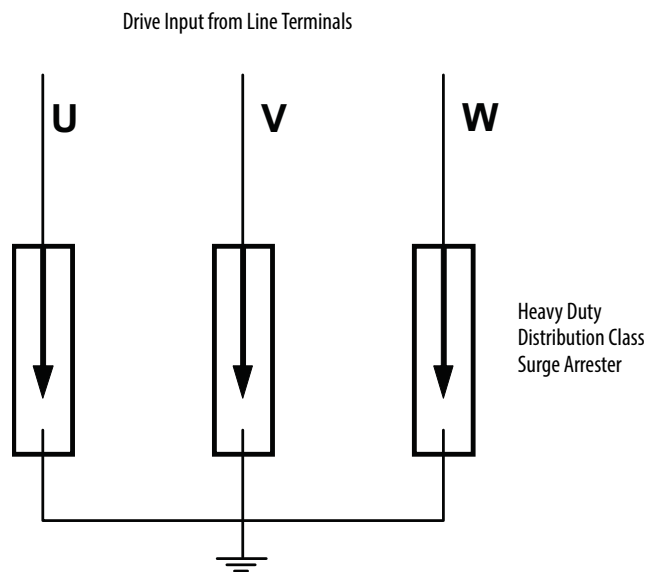 Drive Input from Line Terminals
U
V
W
Heavy Duty
Distribution Class
Surge Arrester